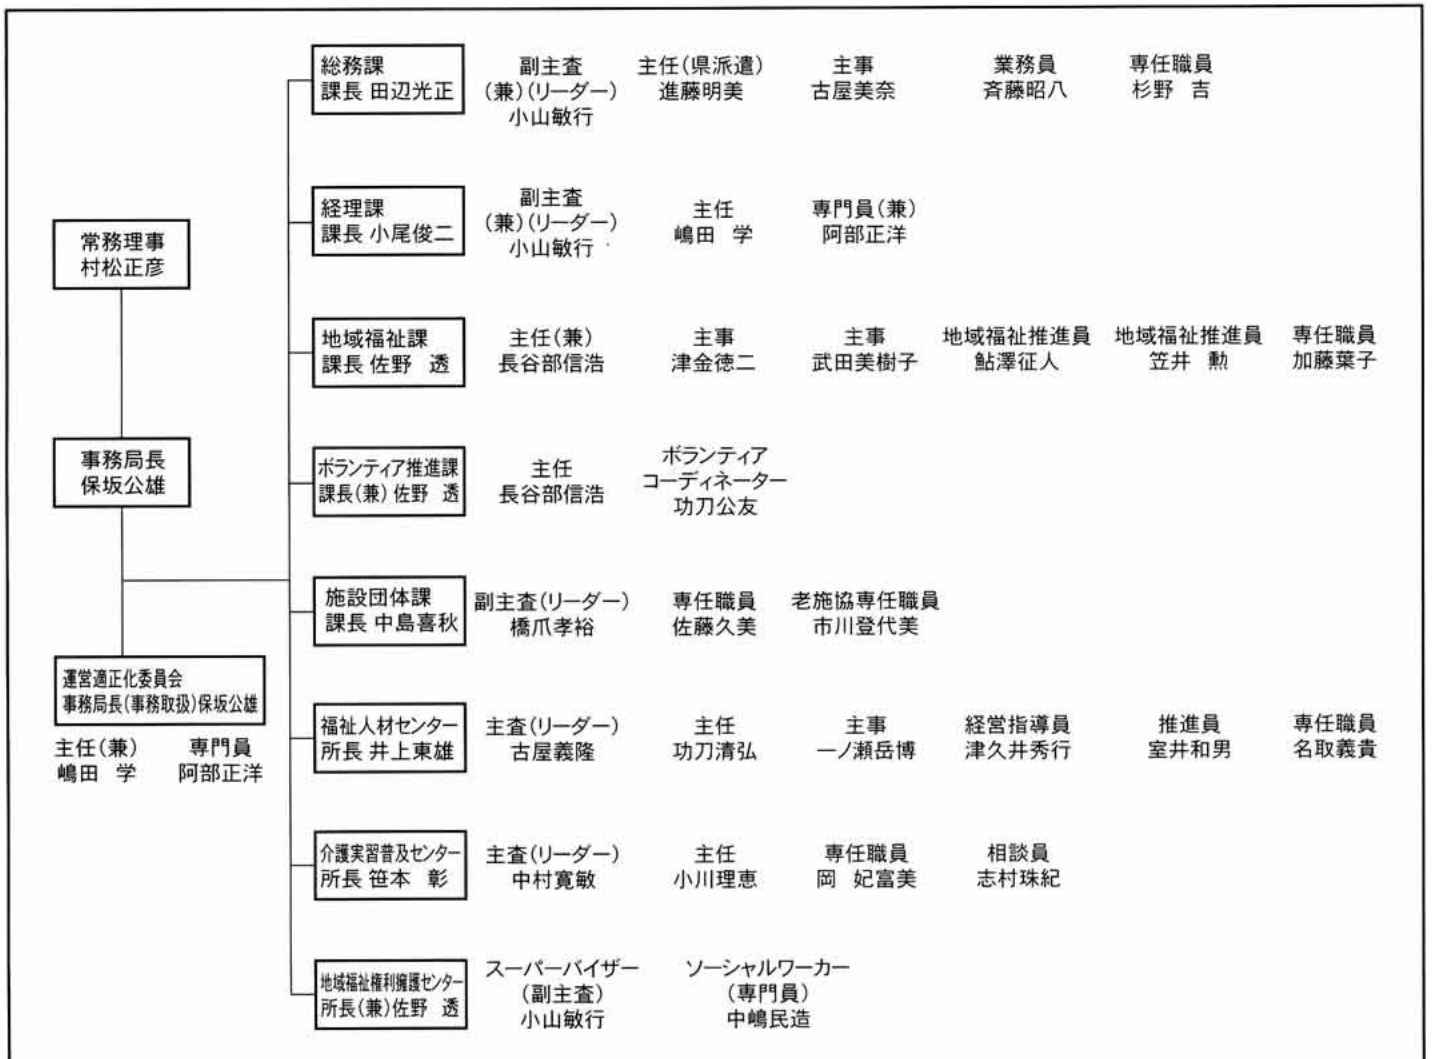 総務課
課長 田辺光正
副主査
(兼)(リーダー)
小山敏行
主任(県派遣)
進藤明美
主事
古屋美奈
業務員
斉藤昭八
専任職員
杉野 吉
経理課
課長 小尾俊二
副主査
(兼)(リーダー)
小山敏行
主任
嶋田 学
専門員(兼)
阿部正洋
常務理事
村松正彦
地域福祉課
課長 佐野 透
主任(兼)
長谷部信浩
主事
津金徳二
主事
武田美樹子
地域福祉推進員
鮎澤征人
地域福祉推進員
笠井 勲
専任職員
加藤葉子
事務局長
保坂公雄
ボランティア推進課
課長(兼) 佐野 透
主任
長谷部信浩
ボランティア
コーディネーター
功刀公友
施設団体課
課長 中島喜秋
副主査(リーダー)
橋爪孝裕
専任職員
佐藤久美
老施協専任職員
市川登代美
運営適正化委員会
事務局長(事務取扱)保坂公雄
主任(兼)
嶋田 学
専門員
阿部正洋
福祉人材センター
所長 井上東雄
主査(リーダー)
古屋義隆
主任
功刀清弘
主事
一ノ瀬岳博
経営指導員
津久井秀行
推進員
室井和男
専任職員
名取義貴
介護実習普及センター
所長 笹本 彰
主査(リーダー)
中村寛敏
主任
小川理恵
専任職員
岡 妃富美
相談員
志村珠紀
地域福祉権利擁護センター
所長(兼)佐野 透
スーパーバイザー
(副主査)
小山敏行
ソーシャルワーカー
(専門員)
中嶋民造